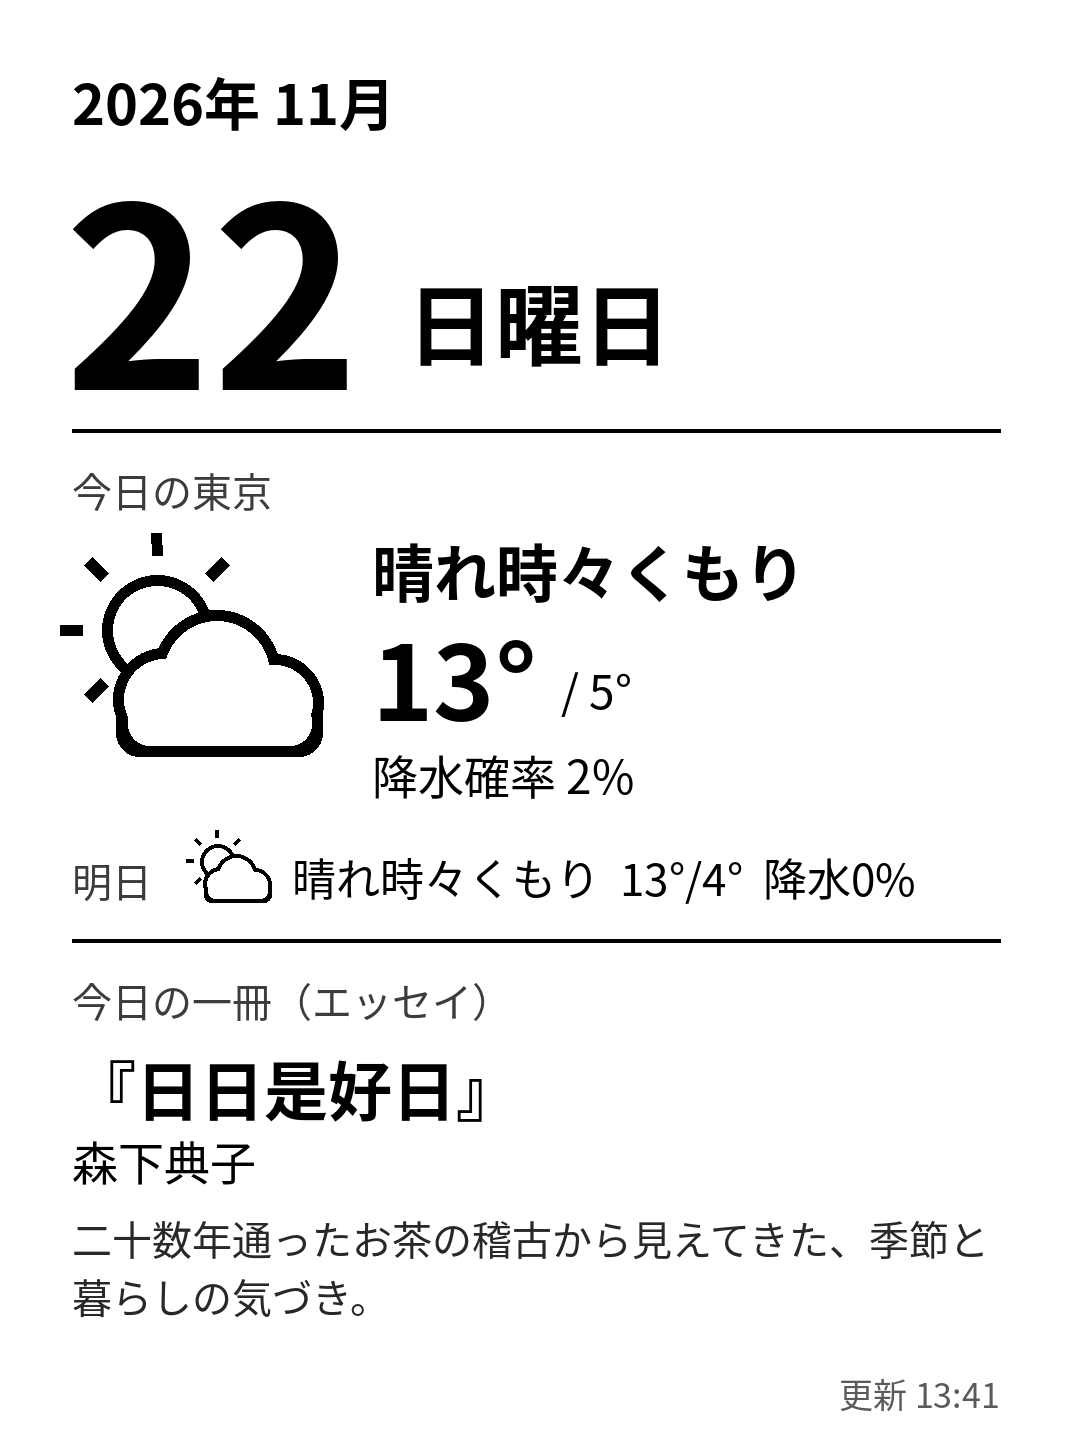 2026年 11月
22 日曜日
今日の東京
晴れ時々くもり
13° / 5°
降水確率 2%
明日 晴れ時々くもり 13°/4° 降水0%
今日の一冊（エッセイ）
『日日是好日』
森下典子
二十数年通ったお茶の稽古から見えてきた、季節と
暮らしの気づき。
更新 13:41